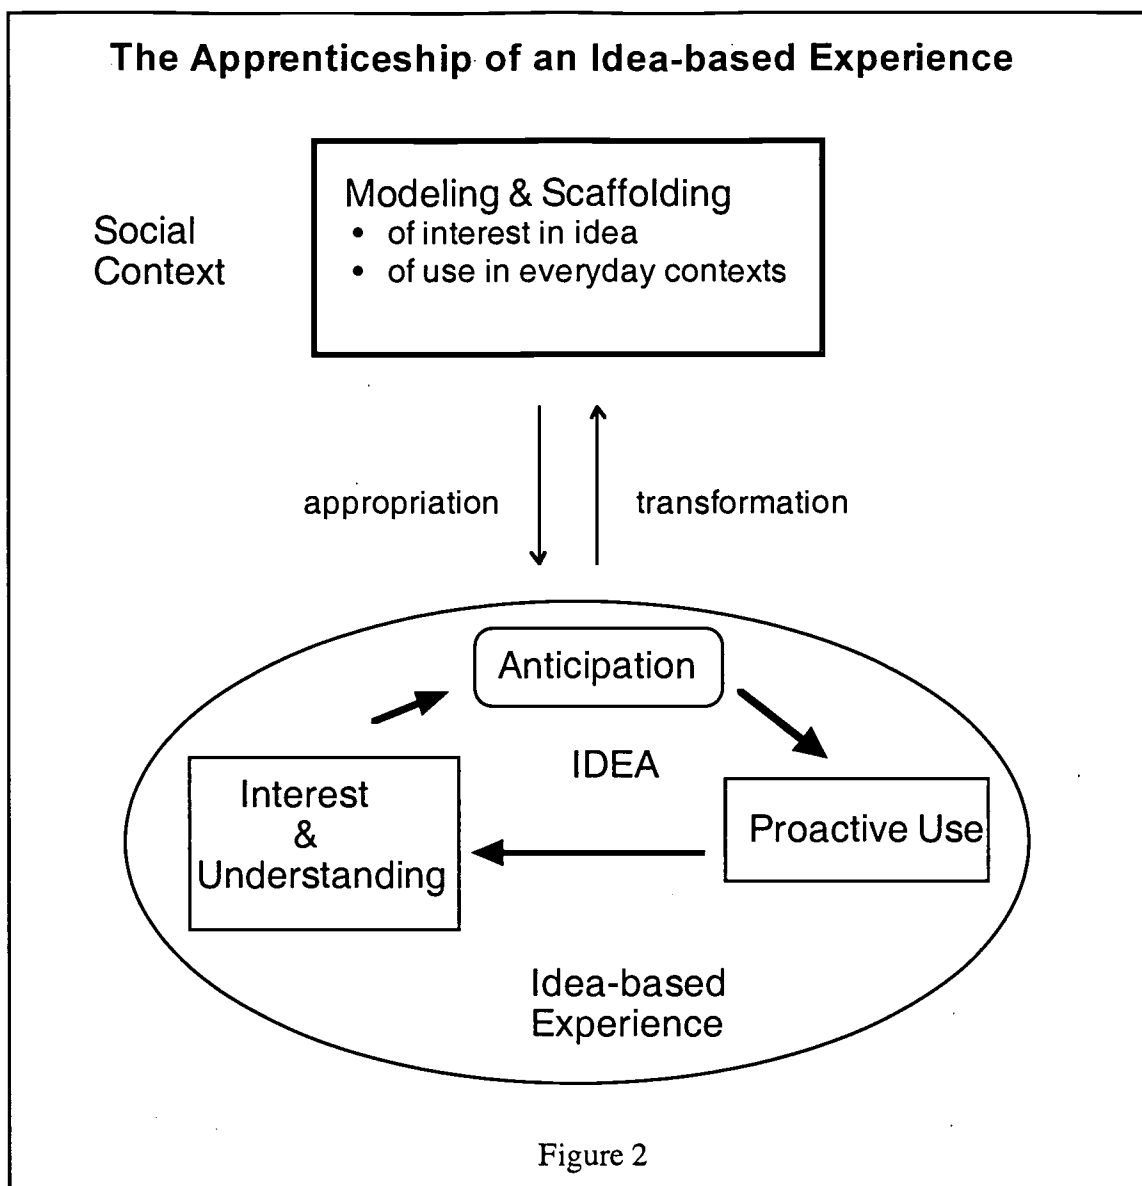 The Apprenticeship of an Idea-based Experience
Modeling & Scaffolding
• of interest in idea
• of use in everyday contexts
Social
Context
appropriation
transformation
Anticipation
IDEA
Interest
&
Understanding
Proactive Use
Idea-based
Experience
Figure 2